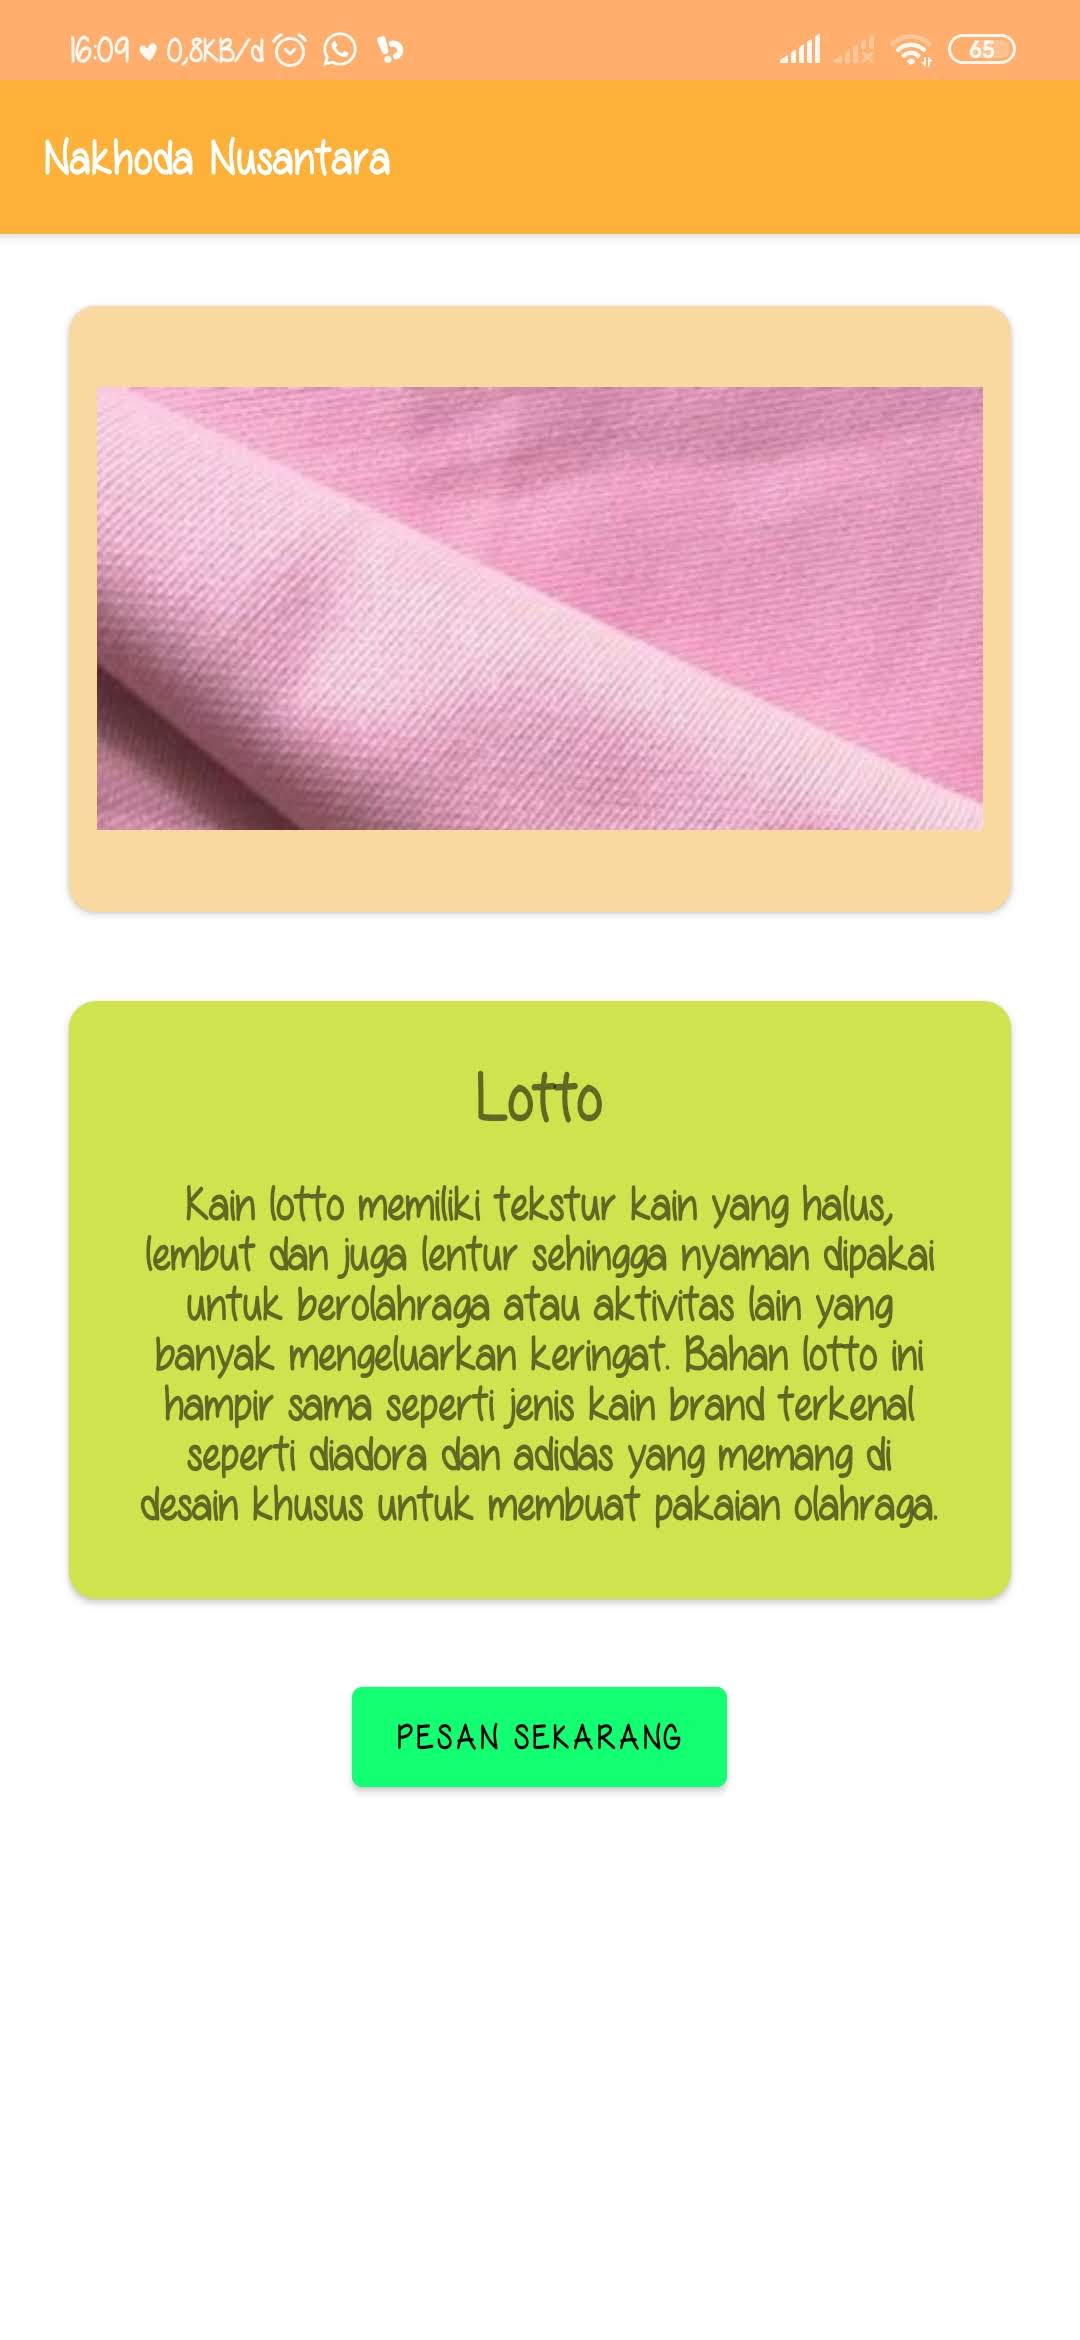 16:09 ♥ 0,8KB/d
65
Nakhoda Nusantara
Lotto
Kain lotto memiliki tekstur kain yang halus,
lembut dan juga lentur sehingga nyaman dipakai
untuk berolahraga atau aktivitas lain yang
banyak mengeluarkan keringat. Bahan lotto ini
hampir sama seperti jenis kain brand terkenal
seperti diadora dan adidas yang memang di
desain khusus untuk membuat pakaian olahraga.
PESAN SEKARANG